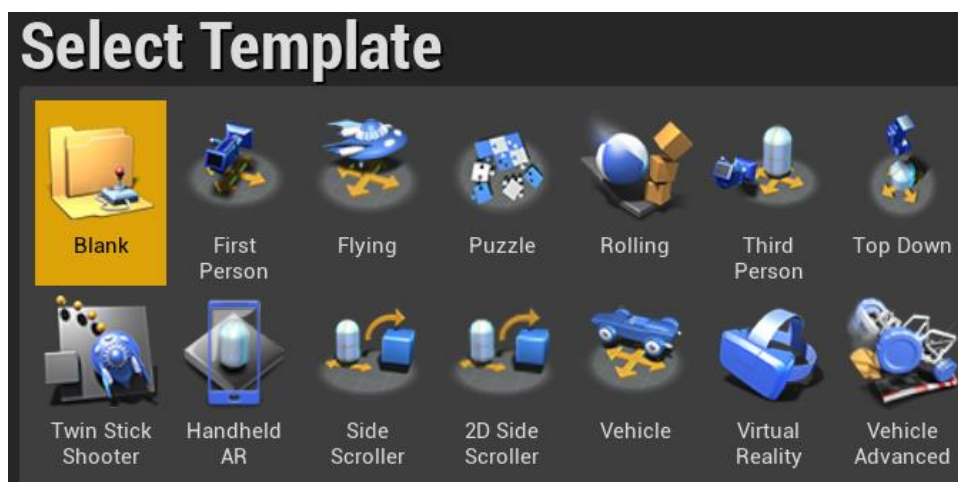 Select Template
Blank
First
Person
Flying
Puzzle
Rolling
Third
Person
Top Down
Twin Stick
Shooter
Handheld
AR
Side
Scroller
2D Side
Scroller
Vehicle
Virtual
Reality
Vehicle
Advanced